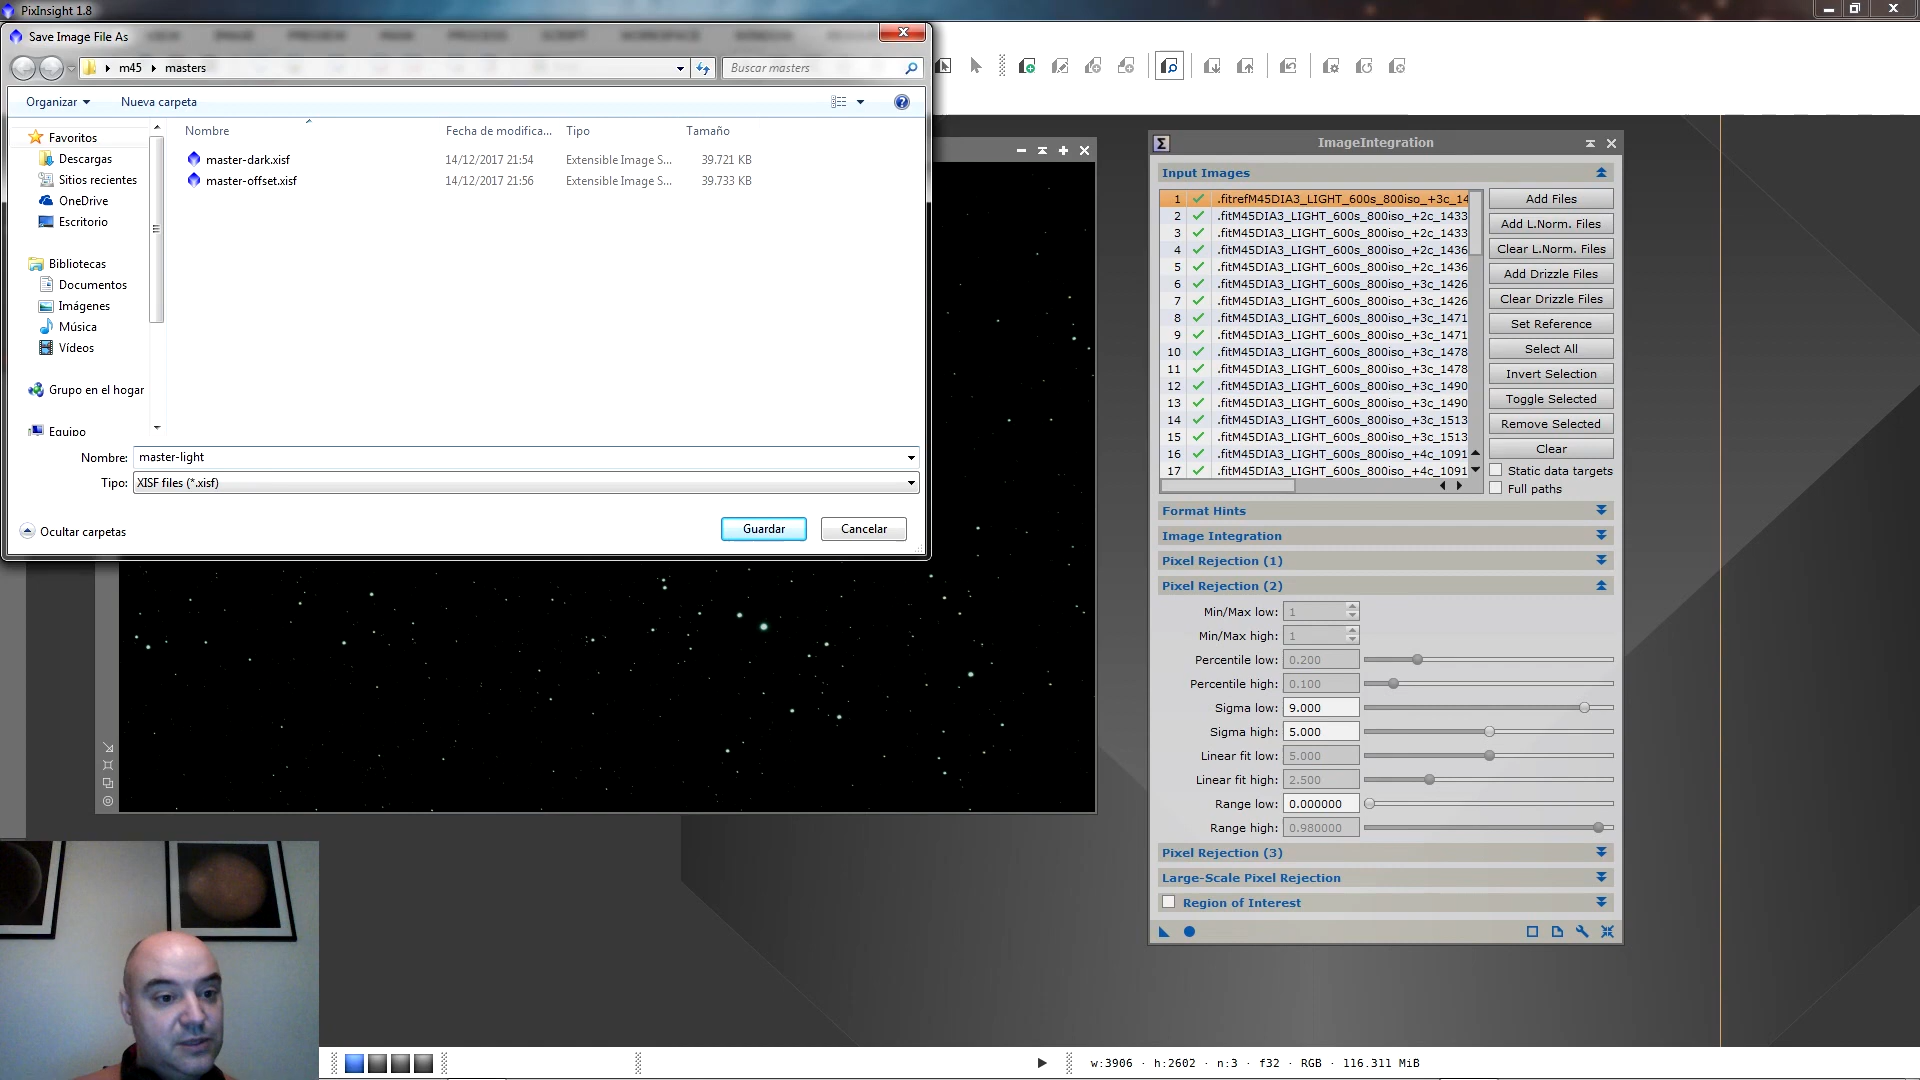 PixInsight 1.8
Save Image File As
m45 masters
Buscar masters
Organizar
Nueva carpeta
Nombre
Fecha de modifica...
Tipo
Tamaño
master-dark.xisf
14/12/2017 21:54
Extensible Image S...
39.721 KB
master-offset.xisf
14/12/2017 21:56
Extensible Image S...
39.733 KB
Favoritos
Descargas
Sitios recientes
OneDrive
Escritorio
Bibliotecas
Documentos
Imágenes
Música
Vídeos
Grupo en el hogar
Equipo
Nombre: master-light
Tipo: XISF files (*.xisf)
Ocultar carpetas
Guardar
Cancelar
ImageIntegration
Input Images
1 .fitrefM45DIA3_LIGHT_600s_800iso_+3c_14
2 .fitM45DIA3_LIGHT_600s_800iso_+2c_1433
3 .fitM45DIA3_LIGHT_600s_800iso_+2c_1433
4 .fitM45DIA3_LIGHT_600s_800iso_+2c_1436
5 .fitM45DIA3_LIGHT_600s_800iso_+2c_1436
6 .fitM45DIA3_LIGHT_600s_800iso_+3c_1426
7 .fitM45DIA3_LIGHT_600s_800iso_+3c_1426
8 .fitM45DIA3_LIGHT_600s_800iso_+3c_1471
9 .fitM45DIA3_LIGHT_600s_800iso_+3c_1471
10 .fitM45DIA3_LIGHT_600s_800iso_+3c_1478
11 .fitM45DIA3_LIGHT_600s_800iso_+3c_1478
12 .fitM45DIA3_LIGHT_600s_800iso_+3c_1490
13 .fitM45DIA3_LIGHT_600s_800iso_+3c_1490
14 .fitM45DIA3_LIGHT_600s_800iso_+3c_1513
15 .fitM45DIA3_LIGHT_600s_800iso_+3c_1513
16 .fitM45DIA3_LIGHT_600s_800iso_+4c_1091
17 .fitM45DIA3_LIGHT_600s_800iso_+4c_1091
Add Files
Add L.Norm. Files
Clear L.Norm. Files
Add Drizzle Files
Clear Drizzle Files
Set Reference
Select All
Invert Selection
Toggle Selected
Remove Selected
Clear
Static data targets
Full paths
Format Hints
Image Integration
Pixel Rejection (1)
Pixel Rejection (2)
Min/Max low: 1
Min/Max high: 1
Percentile low: 0.200
Percentile high: 0.100
Sigma low: 9.000
Sigma high: 5.000
Linear fit low: 5.000
Linear fit high: 2.500
Range low: 0.000000
Range high: 0.980000
Pixel Rejection (3)
Large-Scale Pixel Rejection
Region of Interest
w:3906 · h:2602 · n:3 · f32 · RGB · 116.311 MiB